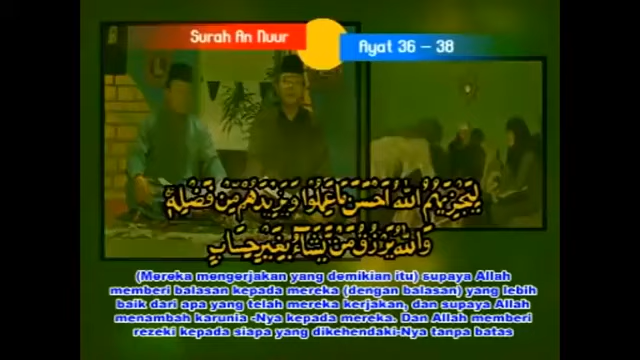 Surah An Nuur
Ayat 36 – 38
لِيَجْزِيَهُمُ اللَّهُ أَحْسَنَ مَا عَمِلُوا وَيَزِيدَهُمْ مِنْ فَضْلِهِ
وَاللَّهُ يَرْزُقُ مَنْ يَشَاءُ بِغَيْرِ حِسَابٍ
(Mereka mengerjakan yang demikian itu) supaya Allah
memberi balasan kepada mereka (dengan balasan) yang lebih
baik dari apa yang telah mereka kerjakan, dan supaya Allah
menambah karunia -Nya kepada mereka. Dan Allah memberi
rezeki kepada siapa yang dikehendaki-Nya tanpa batas